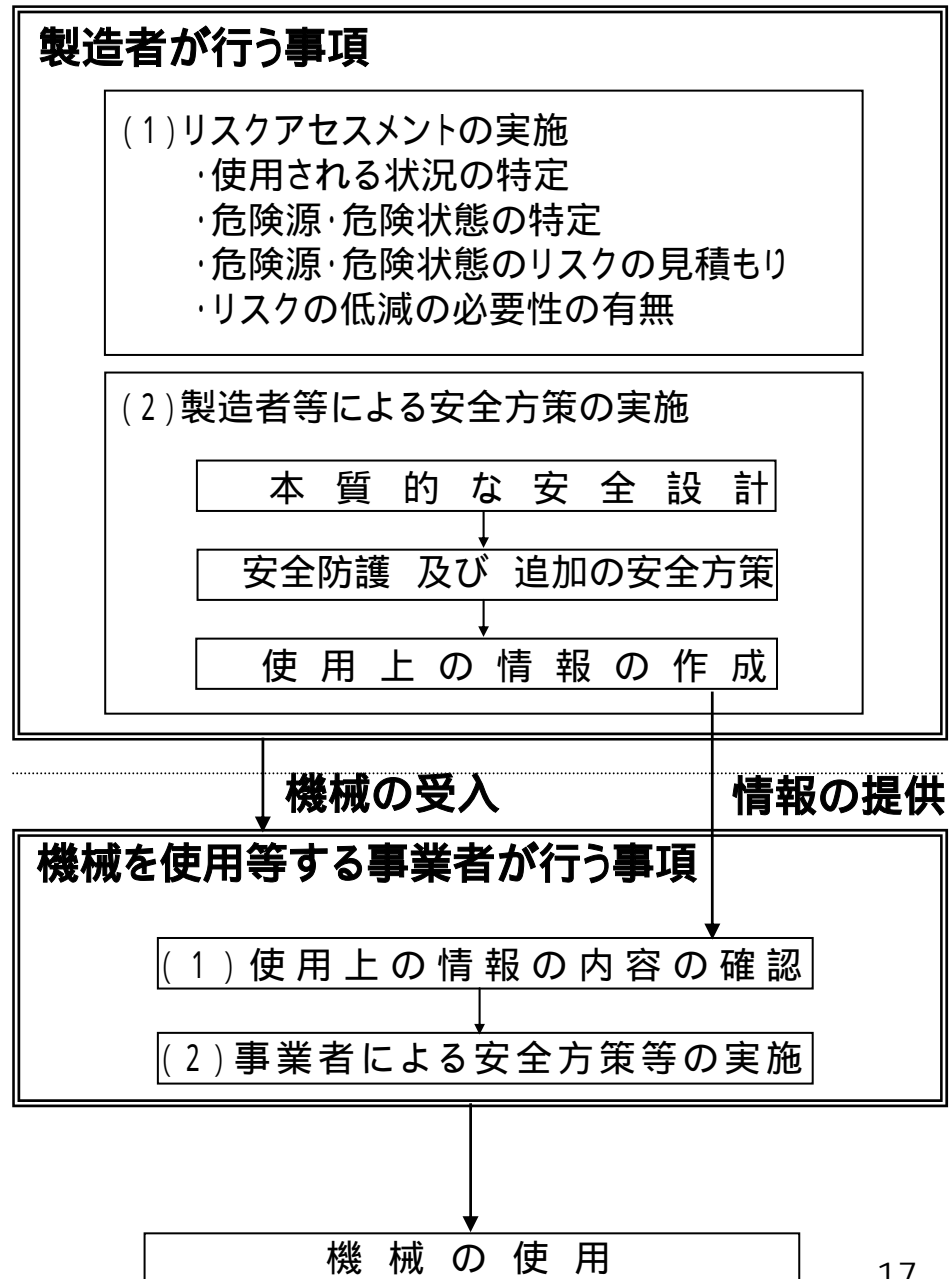 製造者が行う事項
(1)リスクアセスメントの実施
・使用される状況の特定
・危険源・危険状態の特定
・危険源・危険状態のリスクの見積もり
・リスクの低減の必要性の有無
(2)製造者等による安全方策の実施
本質的な安全設計
安全防護 及び 追加の安全方策
使用上の情報の作成
機械の受入
情報の提供
機械を使用等する事業者が行う事項
(1)使用上の情報の内容の確認
(2)事業者による安全方策等の実施
機械の使用
17